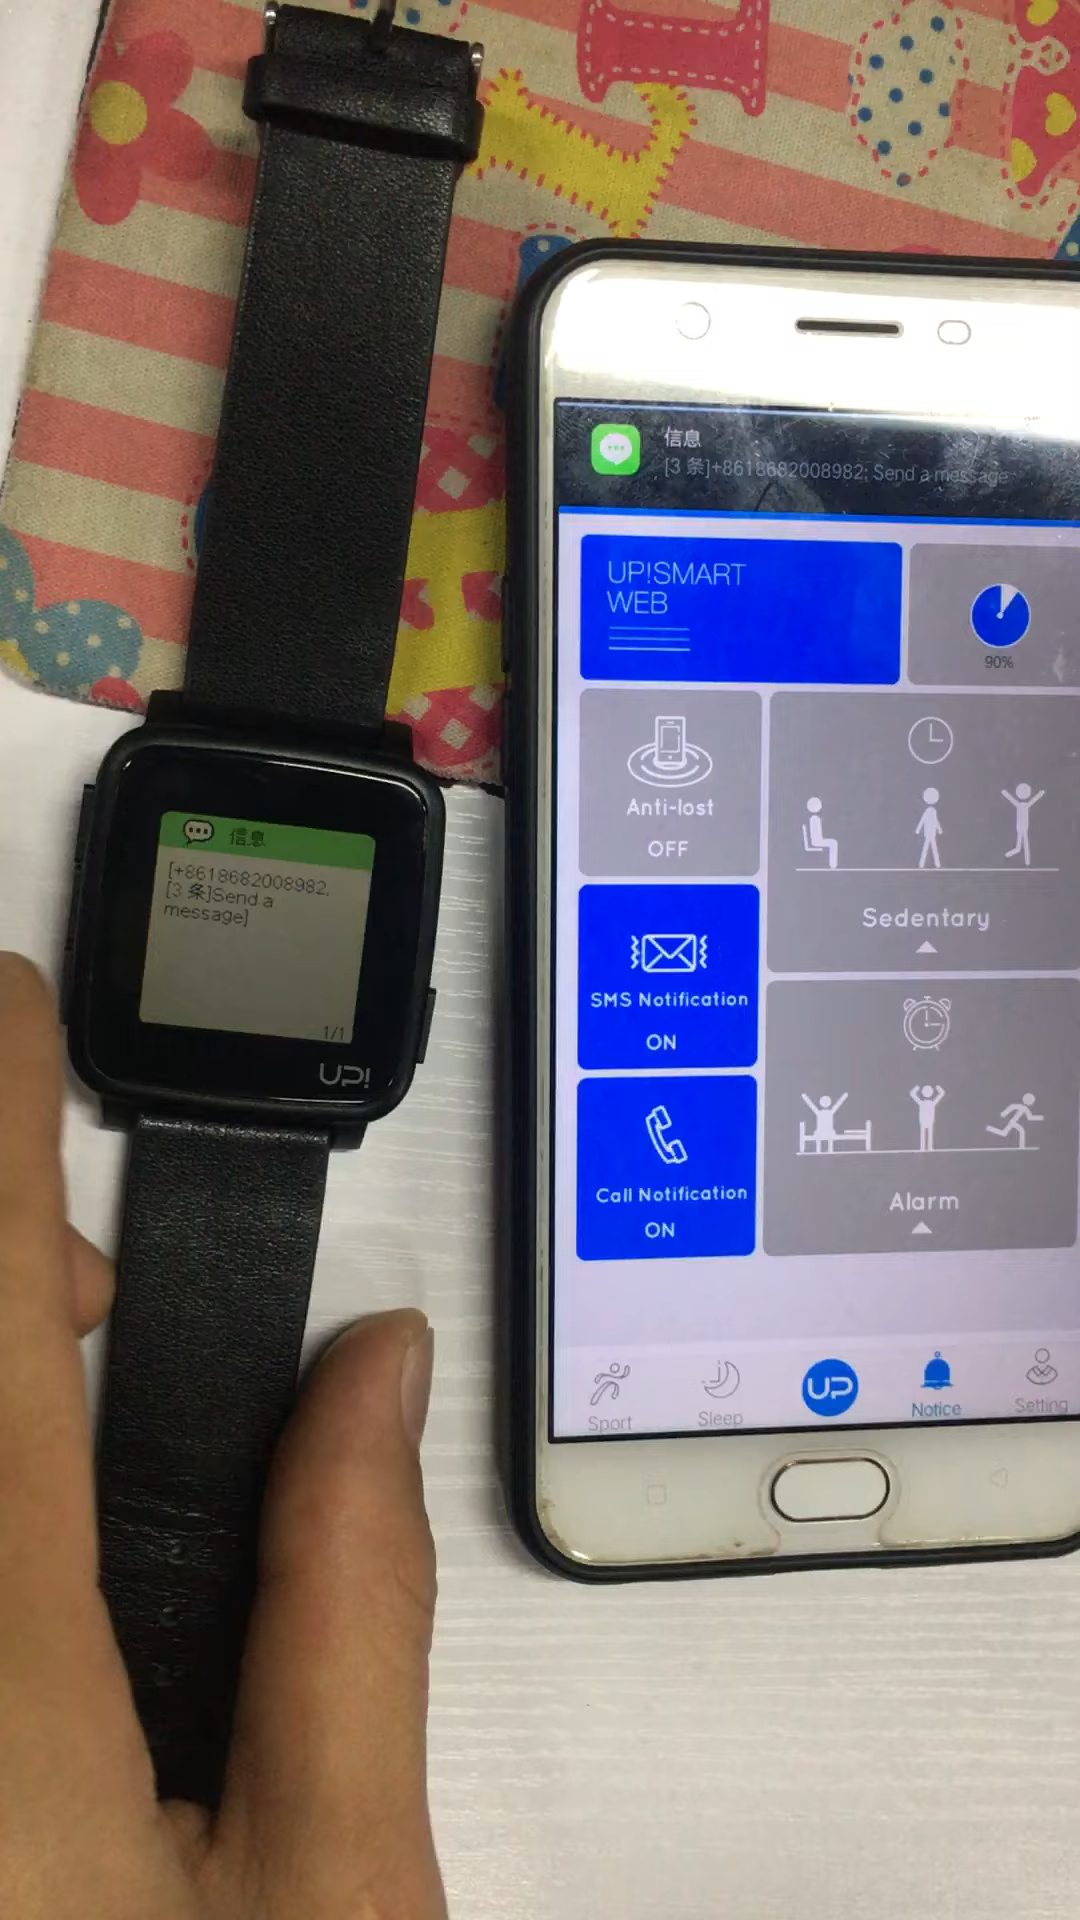 信息
[+8618682008982,
[3 条]Send a
message]
1/1
UP!
信息
[3 条]+8618682008982: Send a message
UP!SMART
WEB
90%
Anti-lost
OFF
Sedentary
SMS Notification
ON
Call Notification
ON
Alarm
Sport
Sleep
UP
Notice
Setting